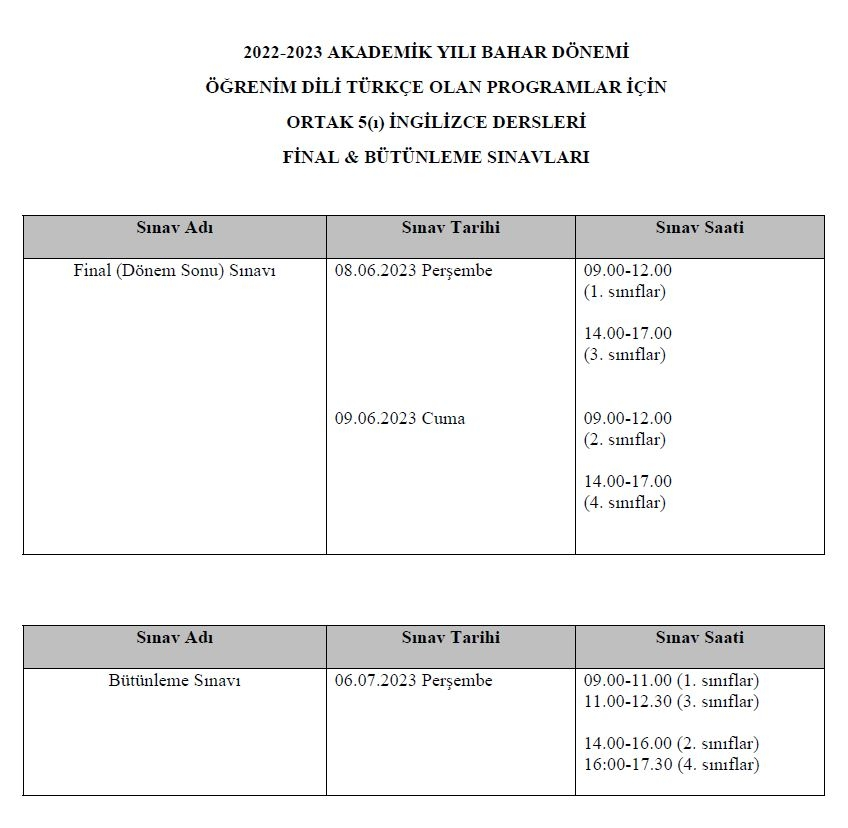 2022-2023 AKADEMİK YILI BAHAR DÖNEMİ
ÖĞRENİM DİLİ TÜRKÇE OLAN PROGRAMLAR İÇİN
ORTAK 5(ı) İNGİLİZCE DERSLERİ
FİNAL & BÜTÜNLEME SINAVLARI
Sınav Adı Sınav Tarihi Sınav Saati
Final (Dönem Sonu) Sınavı 08.06.2023 Perşembe 09.00-12.00
(1. sınıflar)
14.00-17.00
(3. sınıflar)
09.06.2023 Cuma 09.00-12.00
(2. sınıflar)
14.00-17.00
(4. sınıflar)
Sınav Adı Sınav Tarihi Sınav Saati
Bütünleme Sınavı 06.07.2023 Perşembe 09.00-11.00 (1. sınıflar)
11.00-12.30 (3. sınıflar)
14.00-16.00 (2. sınıflar)
16:00-17.30 (4. sınıflar)